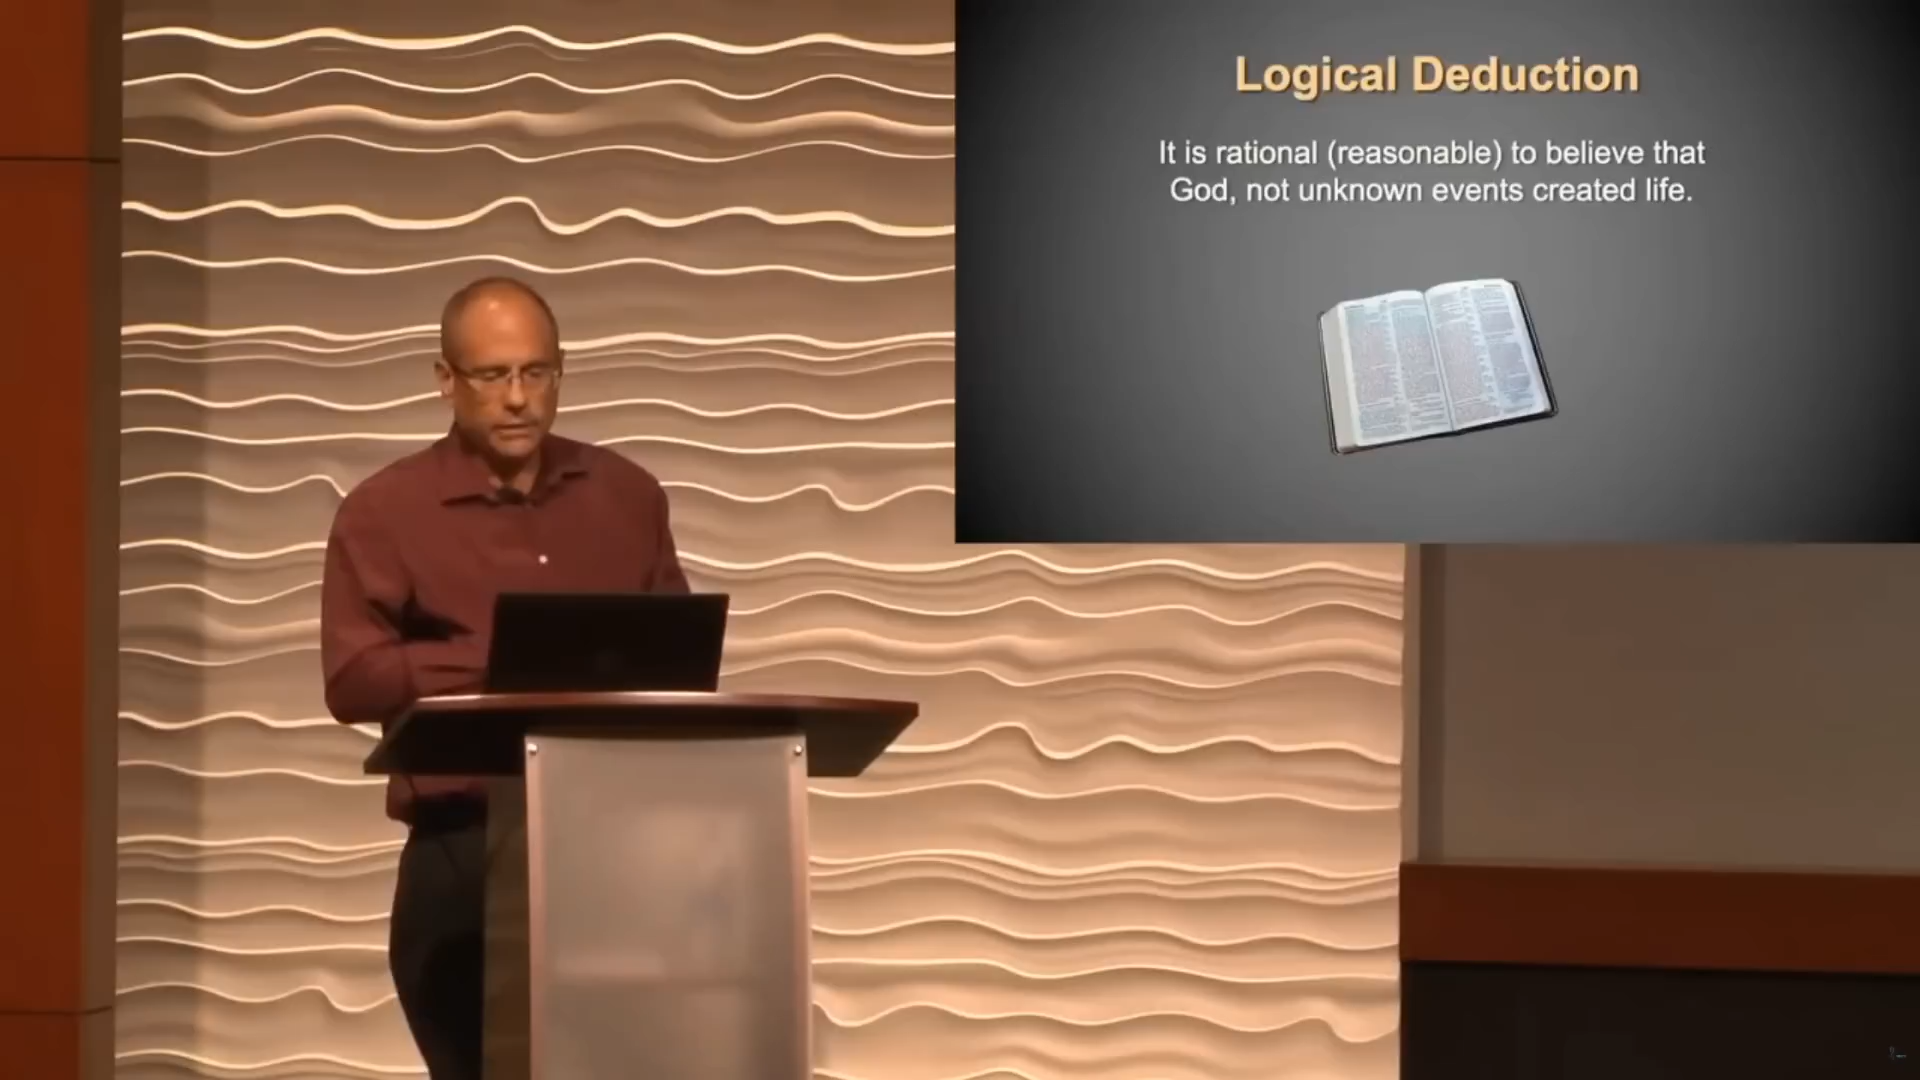 Logical Deduction
It is rational (reasonable) to believe that
God, not unknown events created life.